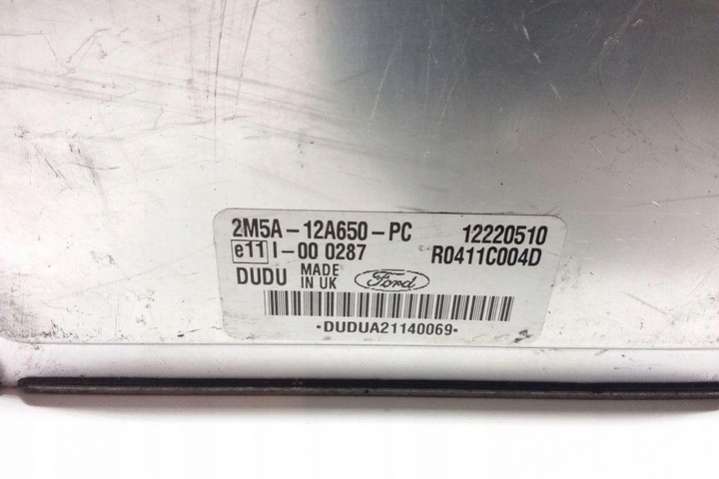 2M5A-12A650-PC 12220510
e11 I-00 0287 R0411C004D
DUDU MADE IN UK Ford
•DUDUA21140069•